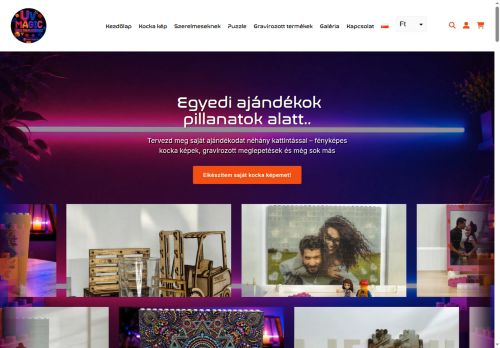 UV MAGIC
Kezdőlap Kocka kép Szerelmeseknek Puzzle Gravírozott termékek Galéria Kapcsolat Ft
Egyedi ajándékok
pillanatok alatt..
Tervezd meg saját ajándékodat néhány kattintással – fényképes
kocka képek, gravírozott meglepetések és még sok más
Elkészítem saját kocka képemet!